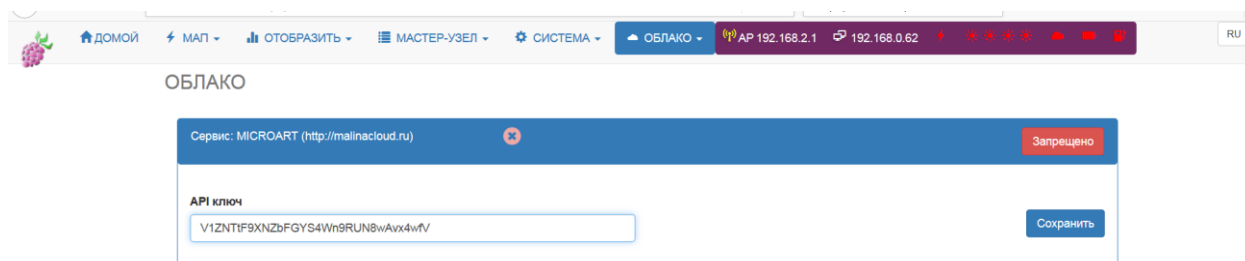 ДОМОЙ МАП ОТОБРАЗИТЬ МАСТЕР-УЗЕЛ СИСТЕМА ОБЛАКО AP 192.168.2.1 192.168.0.62 RU
ОБЛАКО
Сервис: MICROART (http://malinacloud.ru) Запрещено
API ключ
V1ZNTtF9XNZbFGYS4Wn9RUN8wAvx4wfV Сохранить